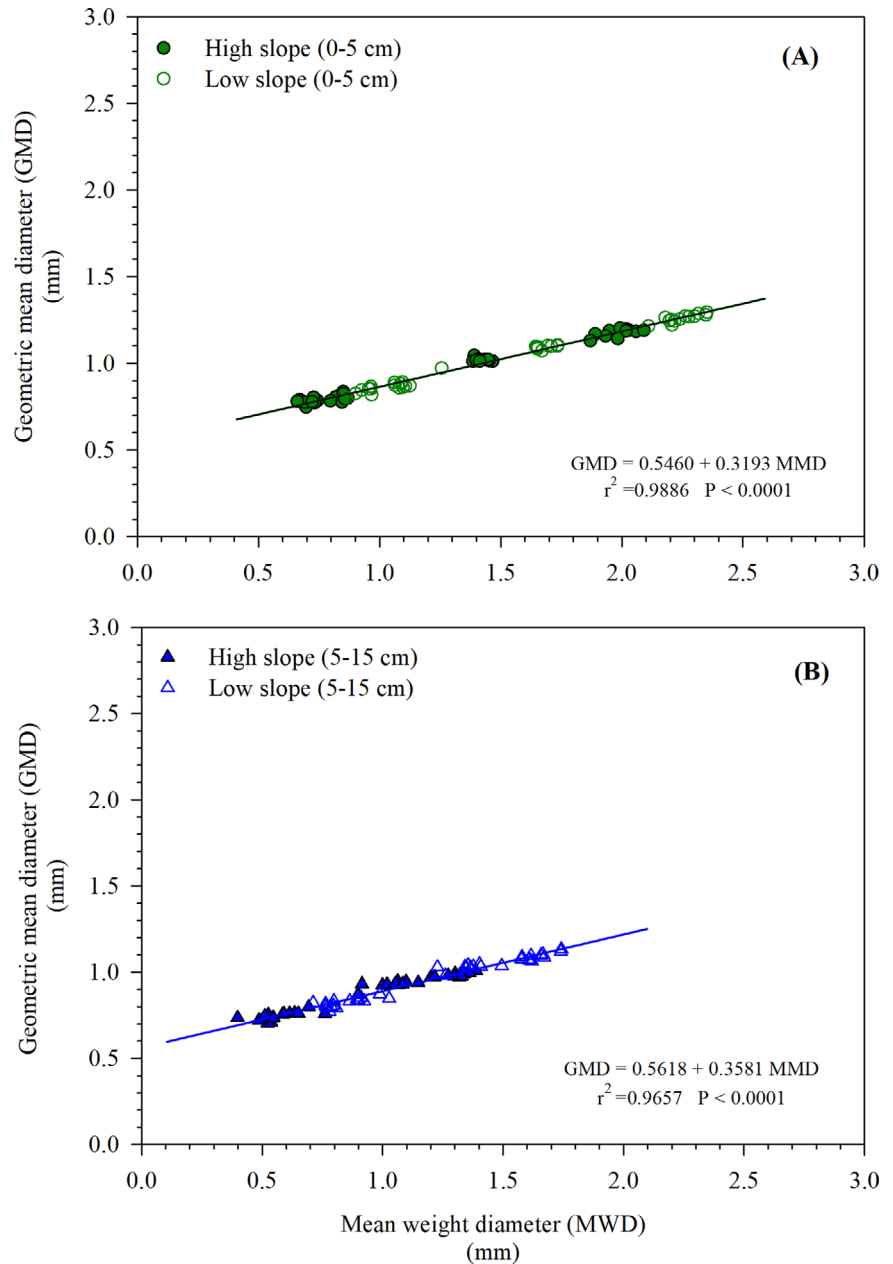 3.0
High slope (0-5 cm)
(A)
Low slope (0-5 cm)
2.5
2.0
Geometric mean diameter (GMD)
(mm)
1.5
1.0
0.5
GMD = 0.5460 + 0.3193 MMD
r2 =0.9886 P < 0.0001
0.0
0.0 0.5 1.0 1.5 2.0 2.5 3.0
3.0
High slope (5-15 cm)
(B)
Low slope (5-15 cm)
2.5
2.0
Geometric mean diameter (GMD)
(mm)
1.5
1.0
0.5
GMD = 0.5618 + 0.3581 MMD
r2 =0.9657 P < 0.0001
0.0
0.0 0.5 1.0 1.5 2.0 2.5 3.0
Mean weight diameter (MWD)
(mm)